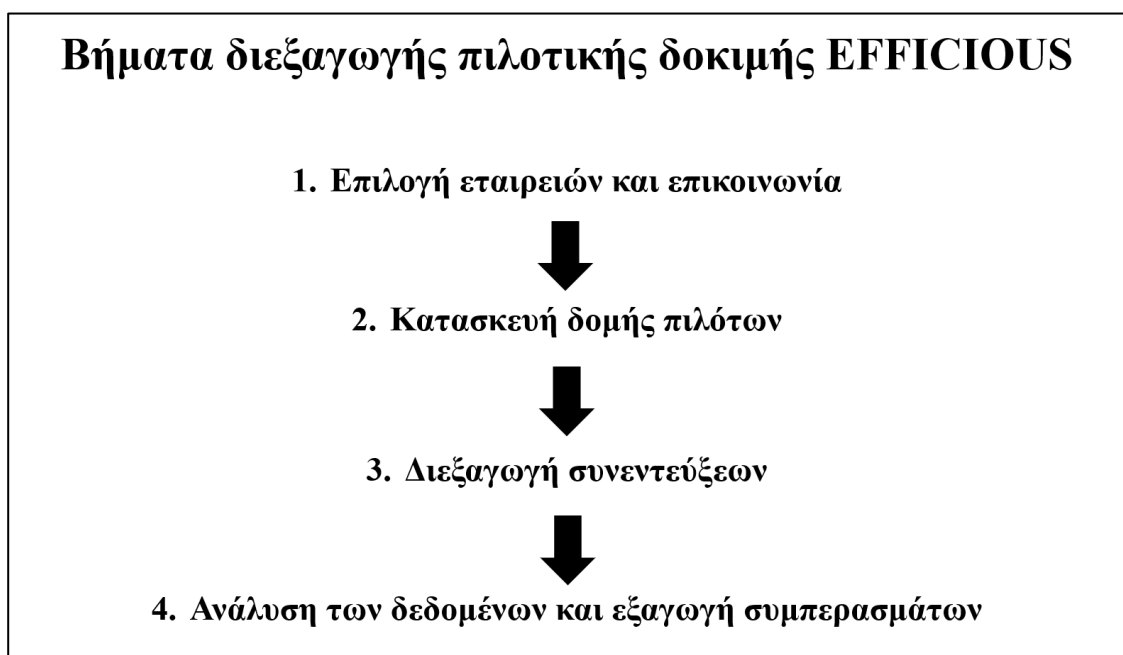 Βήματα διεξαγωγής πιλοτικής δοκιμής EFFICIOUS
1. Επιλογή εταιρειών και επικοινωνία
2. Κατασκευή δομής πιλότων
3. Διεξαγωγή συνεντεύξεων
4. Ανάλυση των δεδομένων και εξαγωγή συμπερασμάτων